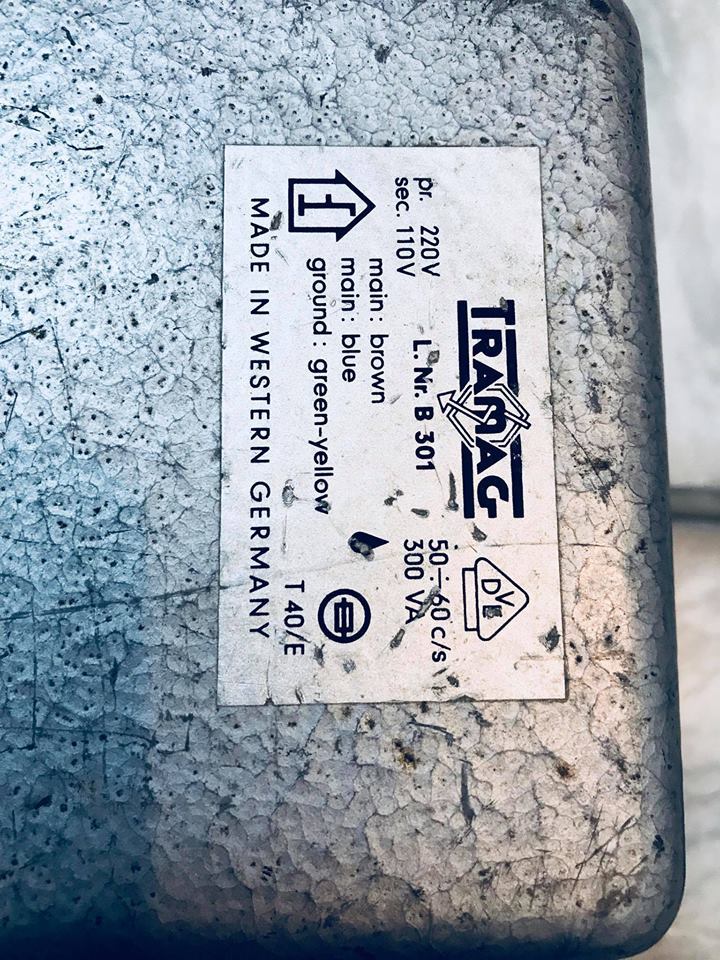 TRAMAG
VDE
pr. 220V
sec. 110V
L. Nr. B 301
50÷60 c/s
300 VA
main: brown
main: blue
ground: green-yellow
T 40/E
MADE IN WESTERN GERMANY